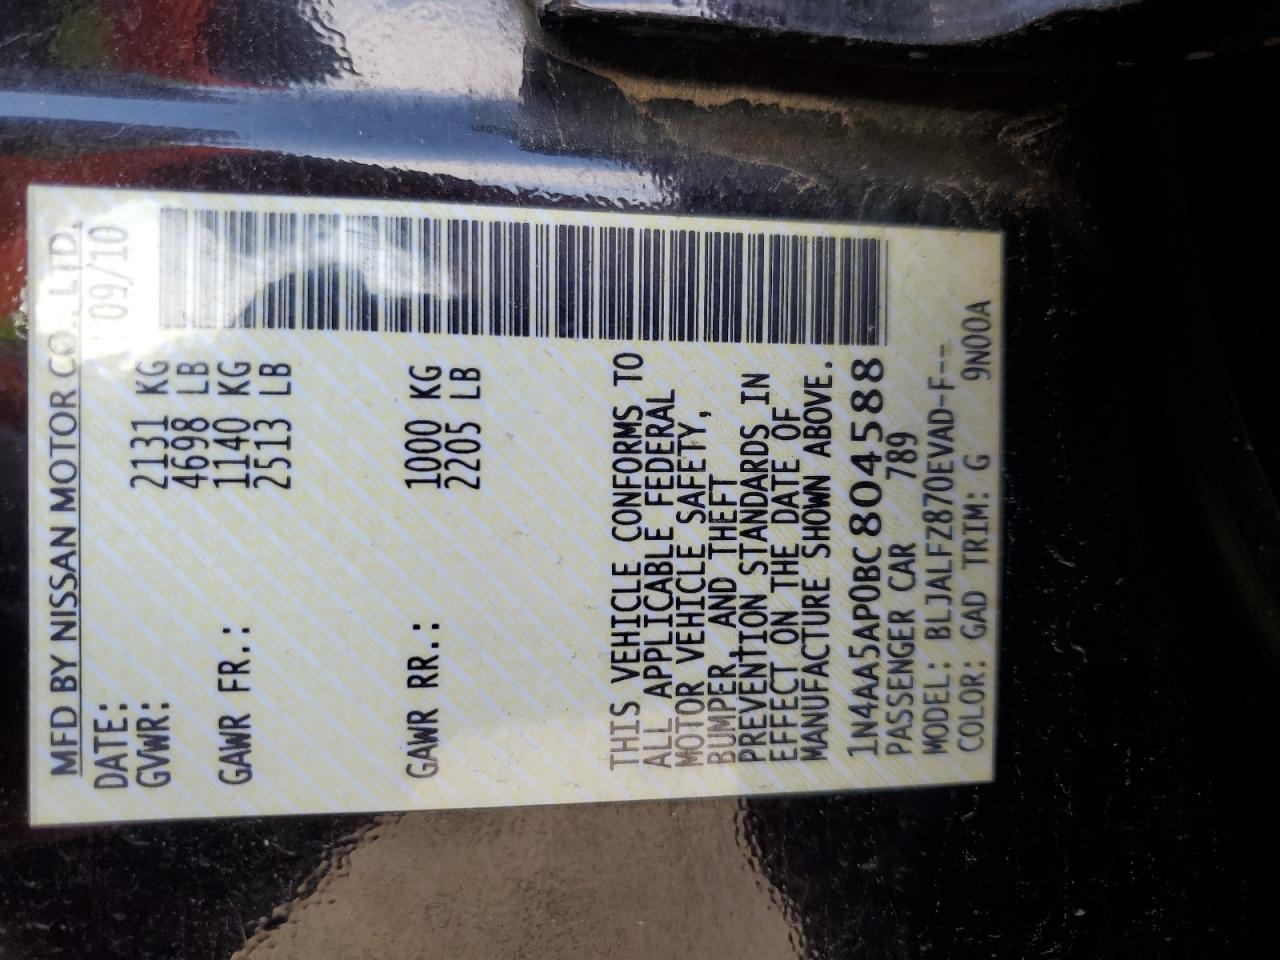 MFD BY NISSAN MOTOR CO., LTD.
DATE: 09/10
GVWR: 2131 KG
4698 LB
GAWR FR.: 1140 KG
2513 LB
GAWR RR.: 1000 KG
2205 LB
THIS VEHICLE CONFORMS TO
ALL APPLICABLE FEDERAL
MOTOR VEHICLE SAFETY,
BUMPER, AND THEFT
PREVENTION STANDARDS IN
EFFECT ON THE DATE OF
MANUFACTURE SHOWN ABOVE.
1N4AA5AP0BC804588
PASSENGER CAR 789
MODEL: BLJALFZ870EVAD-F--
COLOR: GAD TRIM: G 9N00A